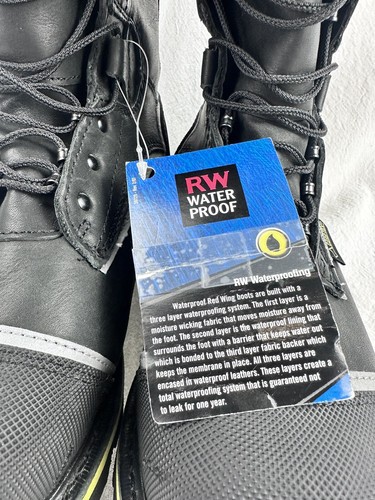 RW
WATER
PROOF
RW Waterproofing
Waterproof Red Wing boots are built with a
three layer waterproofing system. The first layer is a
moisture wicking fabric that moves moisture away from
the foot. The second layer is the waterproof lining that
surrounds the foot with a barrier that keeps water out
which is bonded to the third layer fabric backer which
keeps the membrane in place. All three layers are
encased in waterproof leathers. These layers create a
total waterproofing system that is guaranteed not
to leak for one year.